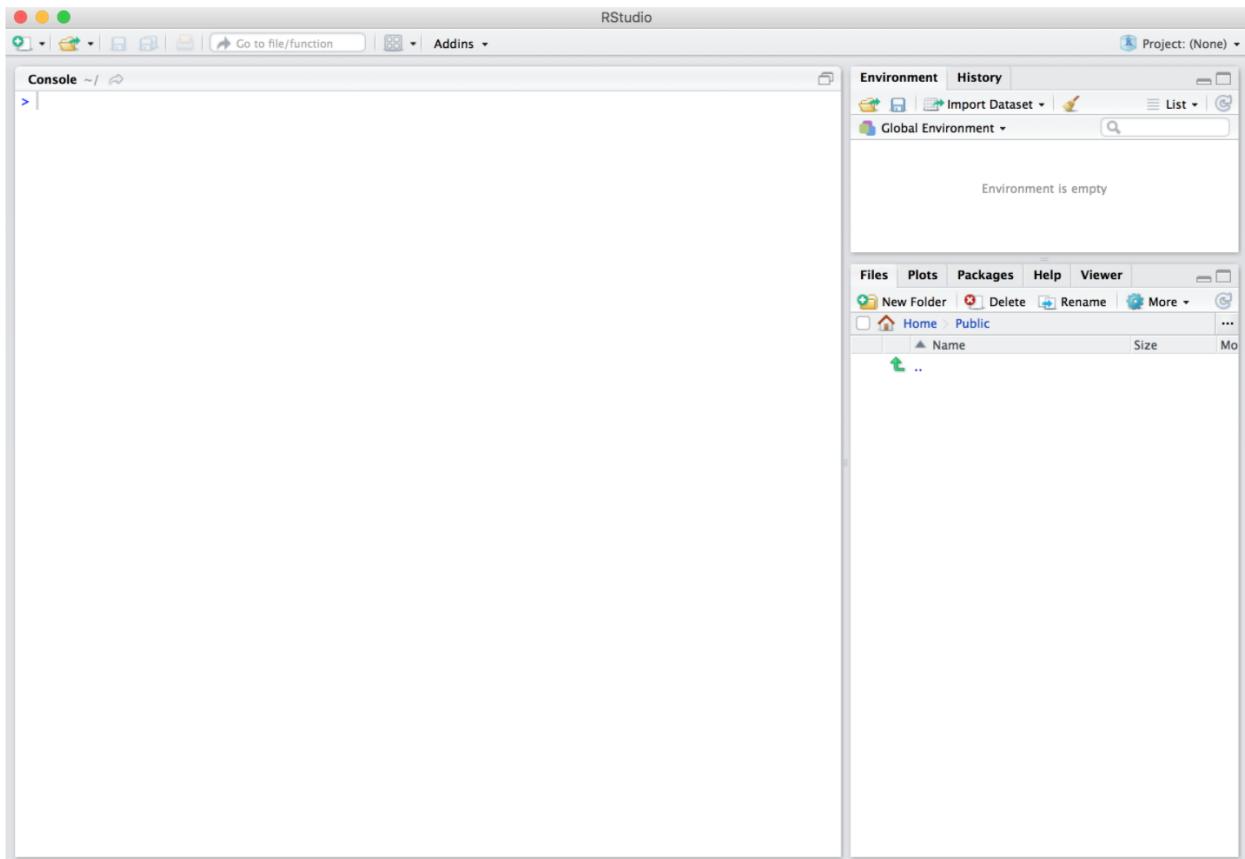 RStudio
Go to file/function Addins Project: (None)
Console ~/
>
Environment History
Import Dataset List
Global Environment
Environment is empty
Files Plots Packages Help Viewer
New Folder Delete Rename More
Home Public ...
Name Size Mo
..